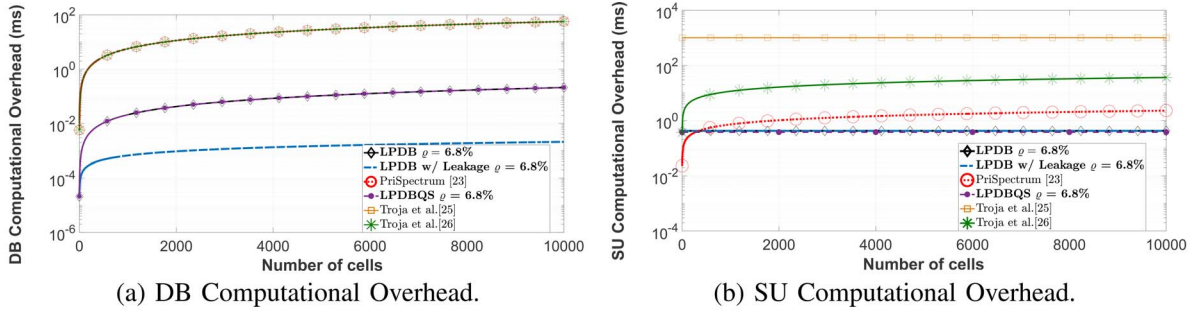 DB Computational Overhead (ms)
10^2
10^0
10^-2
10^-4
10^-6
0 2000 4000 6000 8000 10000
Number of cells
LPDB ϱ = 6.8%
LPDB w/ Leakage ϱ = 6.8%
PriSpectrum [23]
LPDBQS ϱ = 6.8%
Troja et al.[25]
Troja et al.[26]
(a) DB Computational Overhead.
SU Computational Overhead (ms)
10^4
10^2
10^0
10^-2
10^-4
0 2000 4000 6000 8000 10000
Number of cells
LPDB ϱ = 6.8%
LPDB w/ Leakage ϱ = 6.8%
PriSpectrum [23]
LPDBQS ϱ = 6.8%
Troja et al.[25]
Troja et al.[26]
(b) SU Computational Overhead.